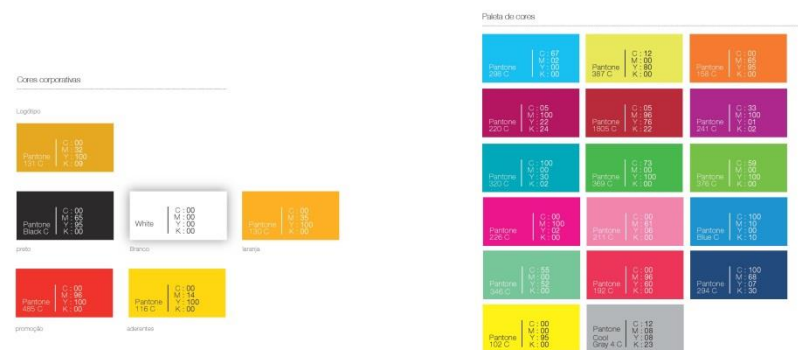 Cores corporativas
Logótipo
Pantone 131 C
C : 00
M : 32
Y : 100
K : 09
Pantone Black C
C : 00
M : 65
Y : 95
K : 00
preto
White
C : 00
M : 00
Y : 00
K : 00
Branco
Pantone 130 C
C : 00
M : 35
Y : 100
K : 00
laranja
Pantone 485 C
C : 00
M : 96
Y : 100
K : 00
promoção
Pantone 116 C
C : 00
M : 14
Y : 100
K : 00
aderentes
Paleta de cores
Pantone 298 C
C : 67
M : 02
Y : 00
K : 00
Pantone 387 C
C : 12
M : 00
Y : 80
K : 00
Pantone 158 C
C : 00
M : 65
Y : 95
K : 00
Pantone 220 C
C : 05
M : 100
Y : 22
K : 24
Pantone 1805 C
C : 05
M : 96
Y : 76
K : 22
Pantone 241 C
C : 33
M : 100
Y : 01
K : 02
Pantone 320 C
C : 100
M : 00
Y : 30
K : 02
Pantone 369 C
C : 73
M : 00
Y : 100
K : 00
Pantone 376 C
C : 59
M : 00
Y : 100
K : 00
Pantone 226 C
C : 00
M : 100
Y : 02
K : 00
Pantone 211 C
C : 00
M : 61
Y : 06
K : 00
Pantone Blue C
C : 100
M : 10
Y : 00
K : 10
Pantone 346 C
C : 55
M : 00
Y : 52
K : 00
Pantone 192 C
C : 00
M : 96
Y : 60
K : 00
Pantone 294 C
C : 100
M : 68
Y : 07
K : 30
Pantone 102 C
C : 00
M : 00
Y : 95
K : 00
Pantone Cool Gray 4 C
C : 12
M : 08
Y : 08
K : 23